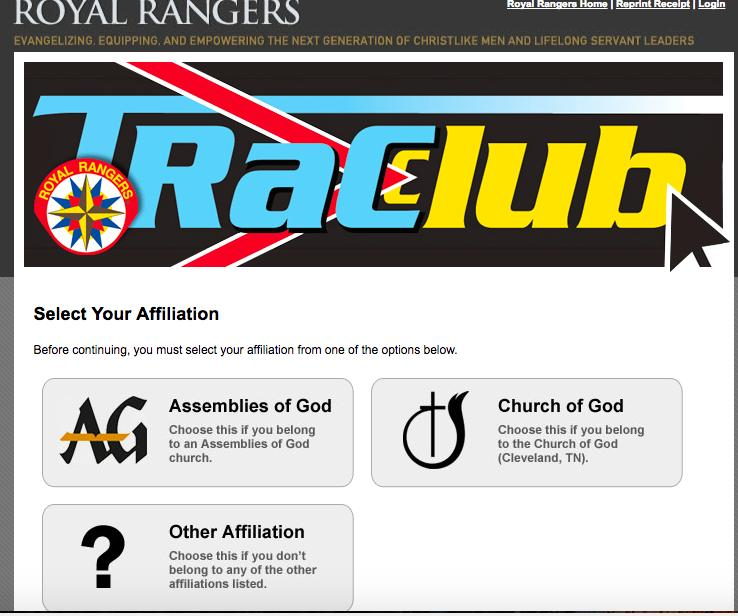 ROYAL RANGERS
Royal Rangers Home | Reprint Receipt | Login
EVANGELIZING, EQUIPPING, AND EMPOWERING THE NEXT GENERATION OF CHRISTLIKE MEN AND LIFELONG SERVANT LEADERS
TRaClub
ROYAL RANGERS
Select Your Affiliation
Before continuing, you must select your affiliation from one of the options below.
AG
Assemblies of God
Choose this if you belong
to an Assemblies of God
church.
Church of God
Choose this if you belong
to the Church of God
(Cleveland, TN).
?
Other Affiliation
Choose this if you don't
belong to any of the other
affiliations listed.